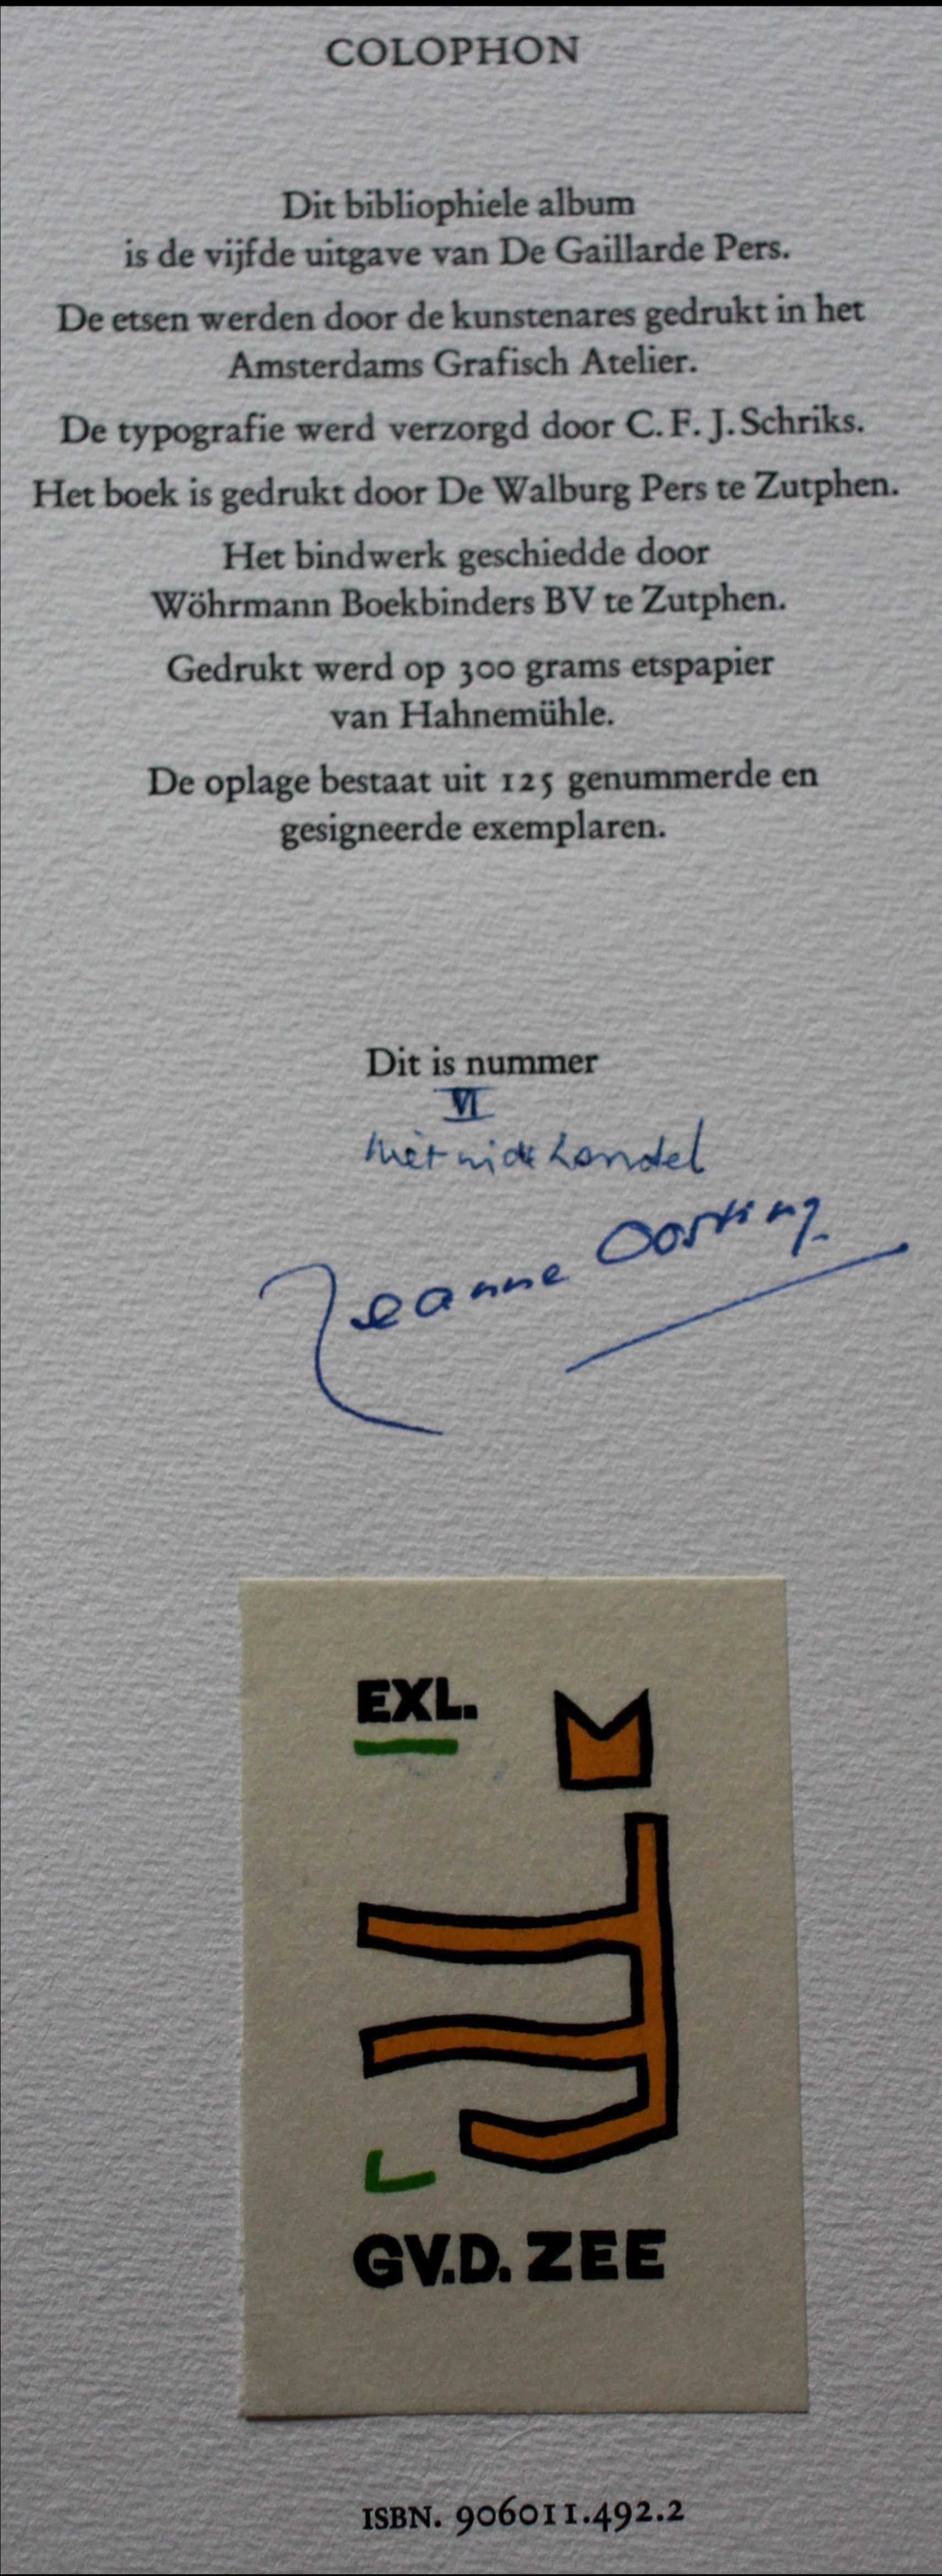 COLOPHON
Dit bibliophiele album
is de vijfde uitgave van De Gaillarde Pers.
De etsen werden door de kunstenares gedrukt in het
Amsterdams Grafisch Atelier.
De typografie werd verzorgd door C. F. J. Schriks.
Het boek is gedrukt door De Walburg Pers te Zutphen.
Het bindwerk geschiedde door
Wöhrmann Boekbinders BV te Zutphen.
Gedrukt werd op 300 grams etspapier
van Hahnemühle.
De oplage bestaat uit 125 genummerde en
gesigneerde exemplaren.
Dit is nummer
VI
niet in de handel
Jeanne Oosting
EXL.
GV.D. ZEE
ISBN. 906011.492.2